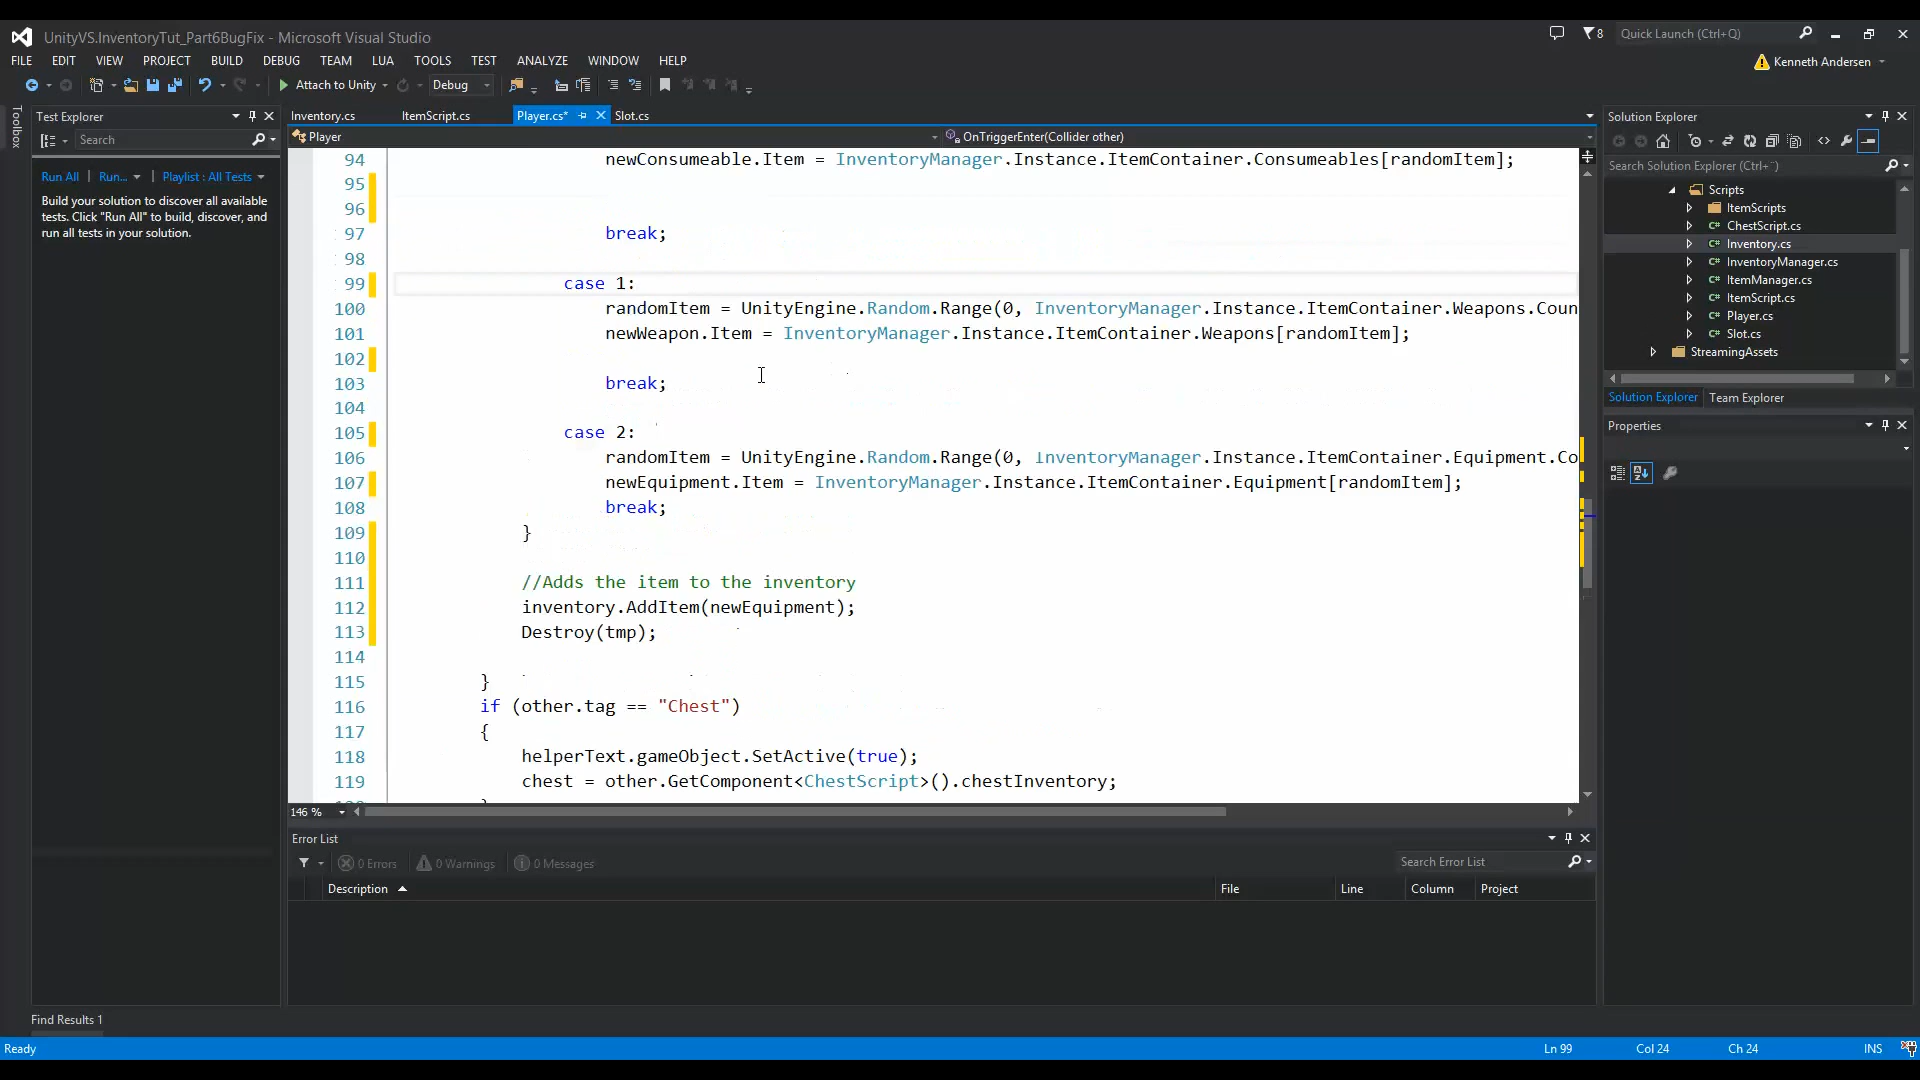 UnityVS.InventoryTut_Part6BugFix - Microsoft Visual Studio
8
Quick Launch (Ctrl+Q)
FILE EDIT VIEW PROJECT BUILD DEBUG TEAM LUA TOOLS TEST ANALYZE WINDOW HELP
Kenneth Andersen
Attach to Unity
Debug
Toolbox
Test Explorer
Search
Run All | Run... | Playlist : All Tests
Build your solution to discover all available
tests. Click "Run All" to build, discover, and
run all tests in your solution.
Inventory.cs ItemScript.cs Player.cs* Slot.cs
Player
OnTriggerEnter(Collider other)
94 newConsumeable.Item = InventoryManager.Instance.ItemContainer.Consumeables[randomItem];
95
96
97 break;
98
99 case 1:
100 randomItem = UnityEngine.Random.Range(0, InventoryManager.Instance.ItemContainer.Weapons.Coun
101 newWeapon.Item = InventoryManager.Instance.ItemContainer.Weapons[randomItem];
102
103 break;
104
105 case 2:
106 randomItem = UnityEngine.Random.Range(0, InventoryManager.Instance.ItemContainer.Equipment.Co
107 newEquipment.Item = InventoryManager.Instance.ItemContainer.Equipment[randomItem];
108 break;
109 }
110
111 //Adds the item to the inventory
112 inventory.AddItem(newEquipment);
113 Destroy(tmp);
114
115 }
116 if (other.tag == "Chest")
117 {
118 helperText.gameObject.SetActive(true);
119 chest = other.GetComponent<ChestScript>().chestInventory;
146 %
Error List
0 Errors 0 Warnings 0 Messages
Search Error List
Description File Line Column Project
Solution Explorer
Search Solution Explorer (Ctrl+¨)
Scripts
ItemScripts
C# ChestScript.cs
C# Inventory.cs
C# InventoryManager.cs
C# ItemManager.cs
C# ItemScript.cs
C# Player.cs
C# Slot.cs
StreamingAssets
Solution Explorer Team Explorer
Properties
Find Results 1
Ready
Ln 99 Col 24 Ch 24 INS